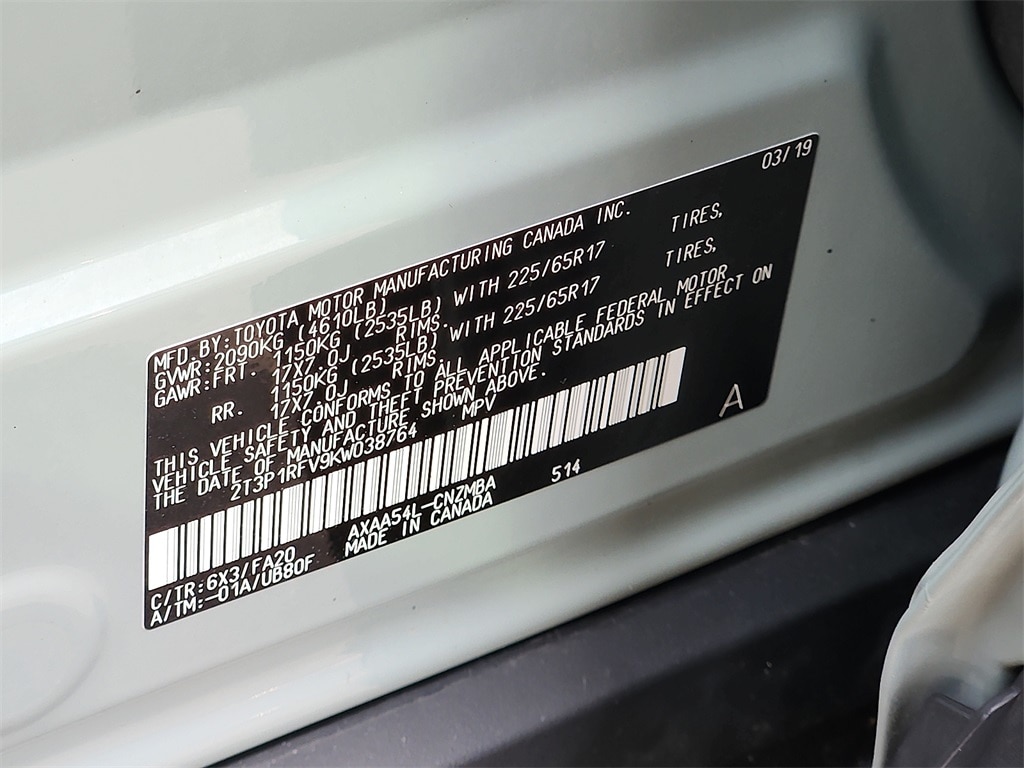 03/19
MFD.BY:TOYOTA MOTOR MANUFACTURING CANADA INC.
GVWR:2090KG (4610LB)
GAWR:FRT. 1150KG (2535LB) WITH 225/65R17 TIRES,
17X7.0J RIMS.
RR. 1150KG (2535LB) WITH 225/65R17 TIRES,
17X7.0J RIMS.
THIS VEHICLE CONFORMS TO ALL APPLICABLE FEDERAL MOTOR
VEHICLE SAFETY AND THEFT PREVENTION STANDARDS IN EFFECT ON
THE DATE OF MANUFACTURE SHOWN ABOVE.
2T3P1RFV9KW038764 MPV
A
C/TR:6X3/FA20 AXAA54L-CNZMBA 514
A/TM:-01A/UB80F MADE IN CANADA